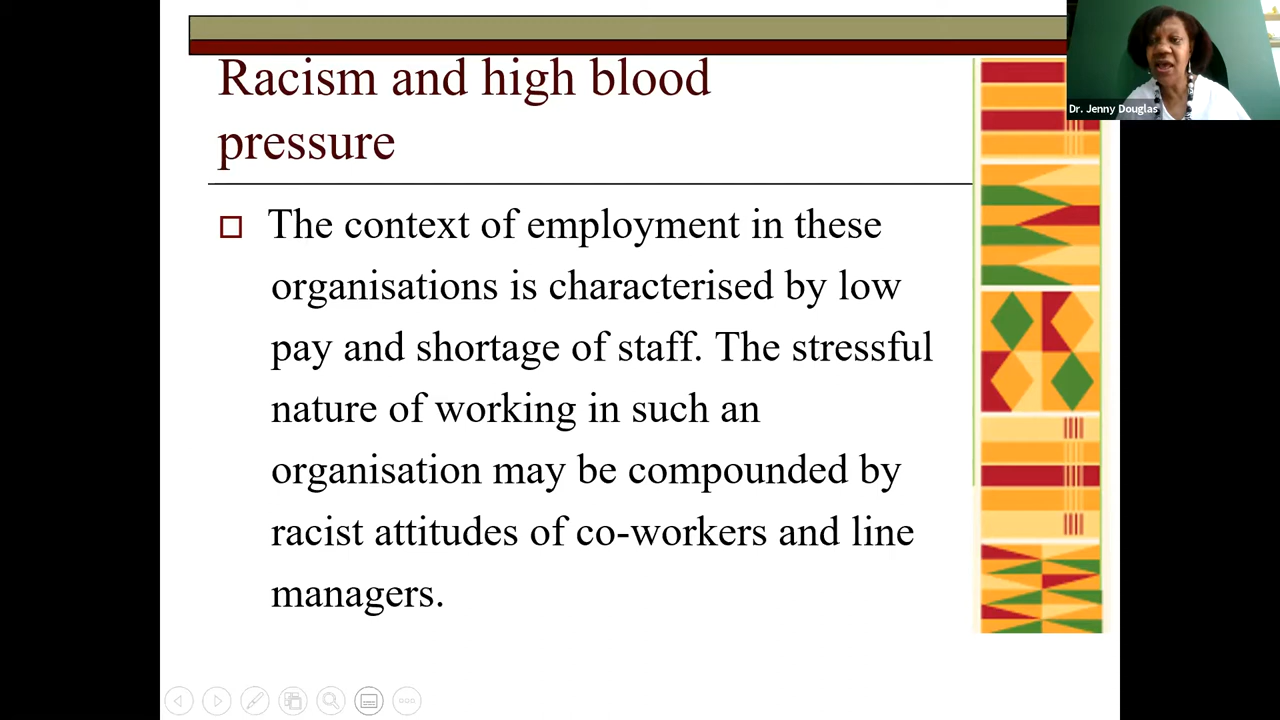 Racism and high blood
pressure
Dr. Jenny Douglas
The context of employment in these
organisations is characterised by low
pay and shortage of staff. The stressful
nature of working in such an
organisation may be compounded by
racist attitudes of co-workers and line
managers.